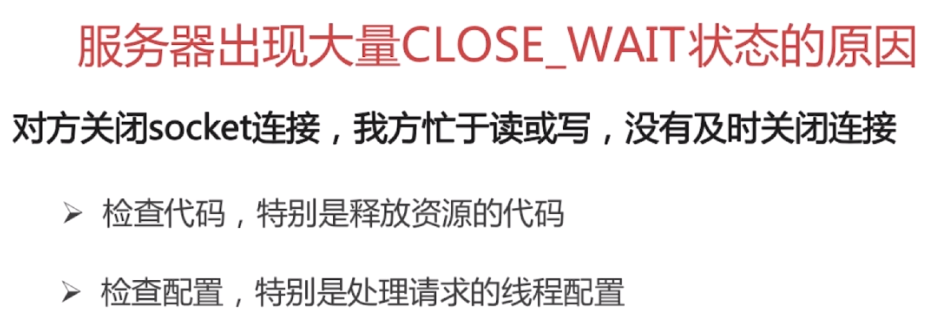 服务器出现大量CLOSE_WAIT状态的原因
对方关闭socket连接，我方忙于读或写，没有及时关闭连接
➢ 检查代码，特别是释放资源的代码
➢ 检查配置，特别是处理请求的线程配置